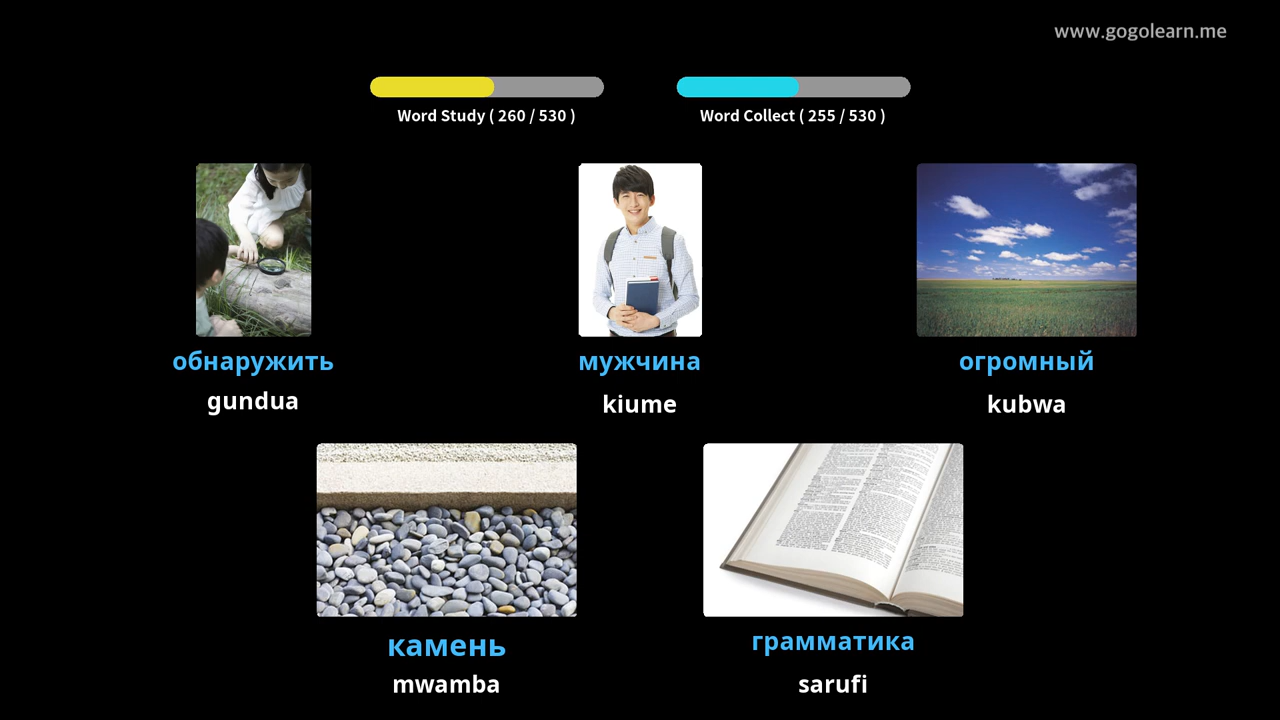 www.gogolearn.me
Word Study ( 260 / 530 )
Word Collect ( 255 / 530 )
обнаружить
gundua
мужчина
kiume
огромный
kubwa
камень
mwamba
грамматика
sarufi